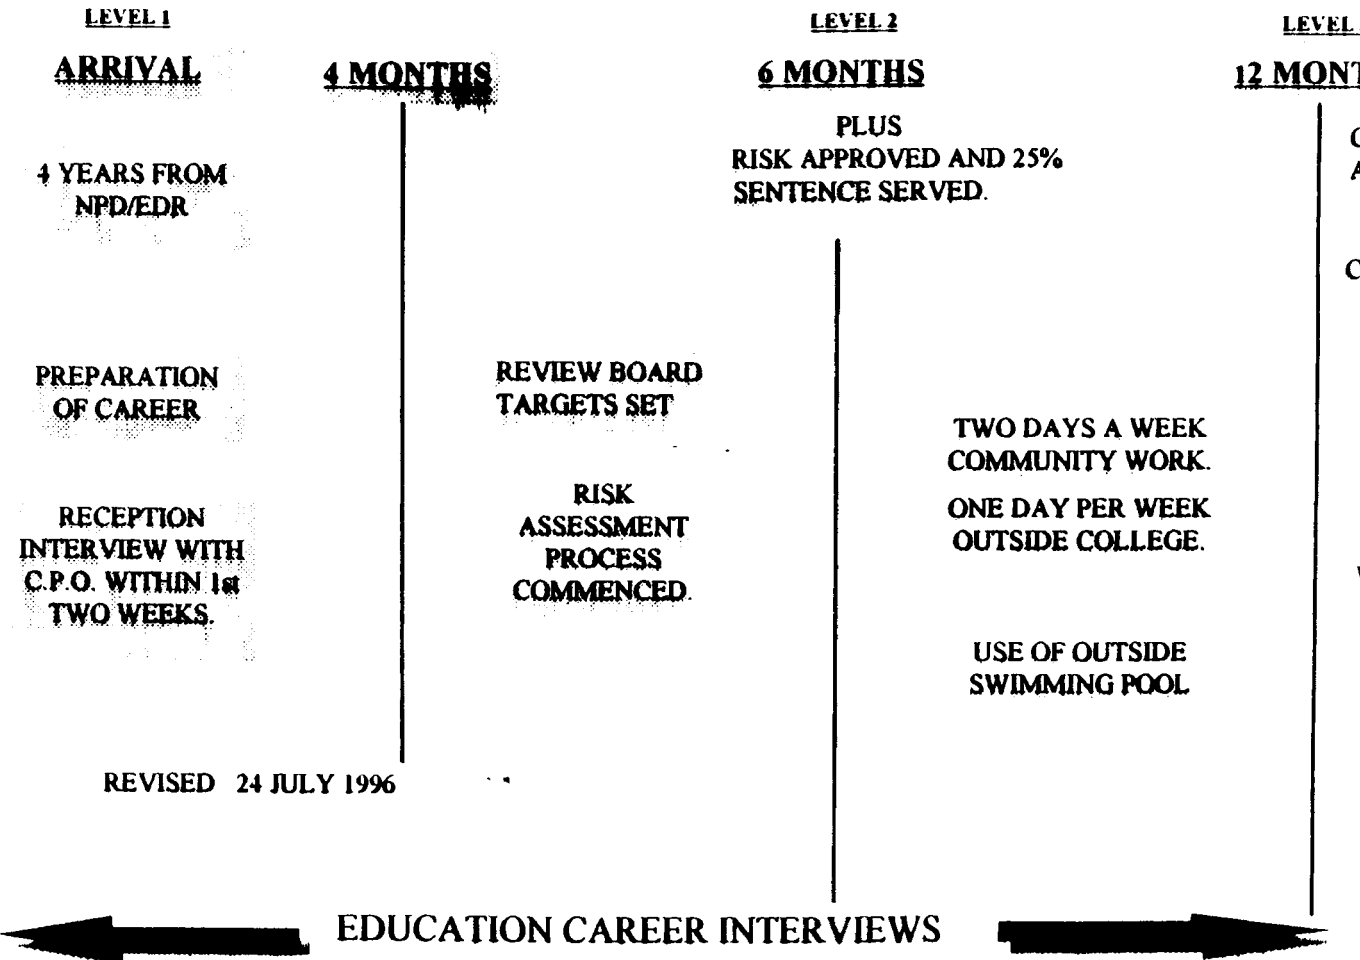 LEVEL 1
ARRIVAL
4 YEARS FROM
NPD/EDR
PREPARATION
OF CAREER
RECEPTION
INTERVIEW WITH
C.P.O. WITHIN 1st
TWO WEEKS.
4 MONTHS
REVIEW BOARD
TARGETS SET
RISK
ASSESSMENT
PROCESS
COMMENCED.
LEVEL 2
6 MONTHS
PLUS
RISK APPROVED AND 25%
SENTENCE SERVED.
TWO DAYS A WEEK
COMMUNITY WORK.
ONE DAY PER WEEK
OUTSIDE COLLEGE.
USE OF OUTSIDE
SWIMMING POOL
LEVEL
12 MONT
REVISED 24 JULY 1996
EDUCATION CAREER INTERVIEWS